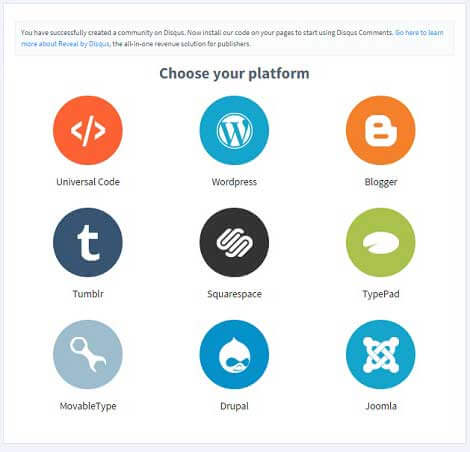 You have successfully created a community on Disqus. Now install our code on your pages to start using Disqus Comments. Go here to learn
more about Reveal by Disqus, the all-in-one revenue solution for publishers.
Choose your platform
</>
Universal Code
W
Wordpress
B
Blogger
t
Tumblr
Squarespace
TypePad
MovableType
Drupal
Joomla